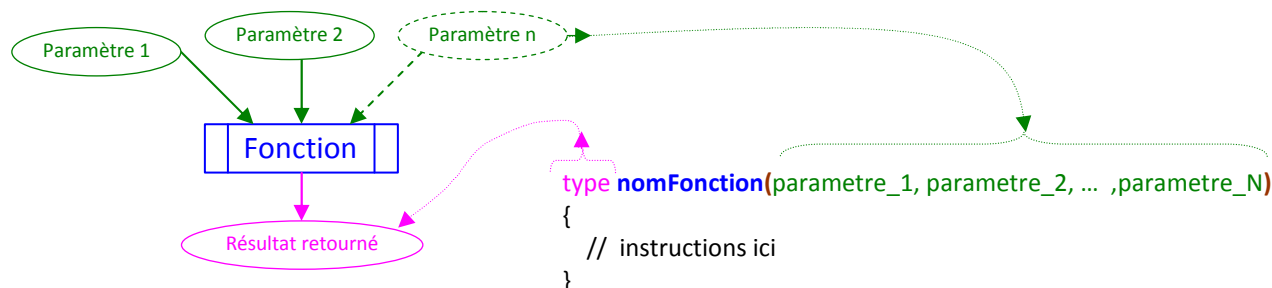 Paramètre 1
Paramètre 2
Paramètre n
Fonction
type nomFonction(parametre_1, parametre_2, … ,parametre_N)
{
Résultat retourné
// instructions ici
}